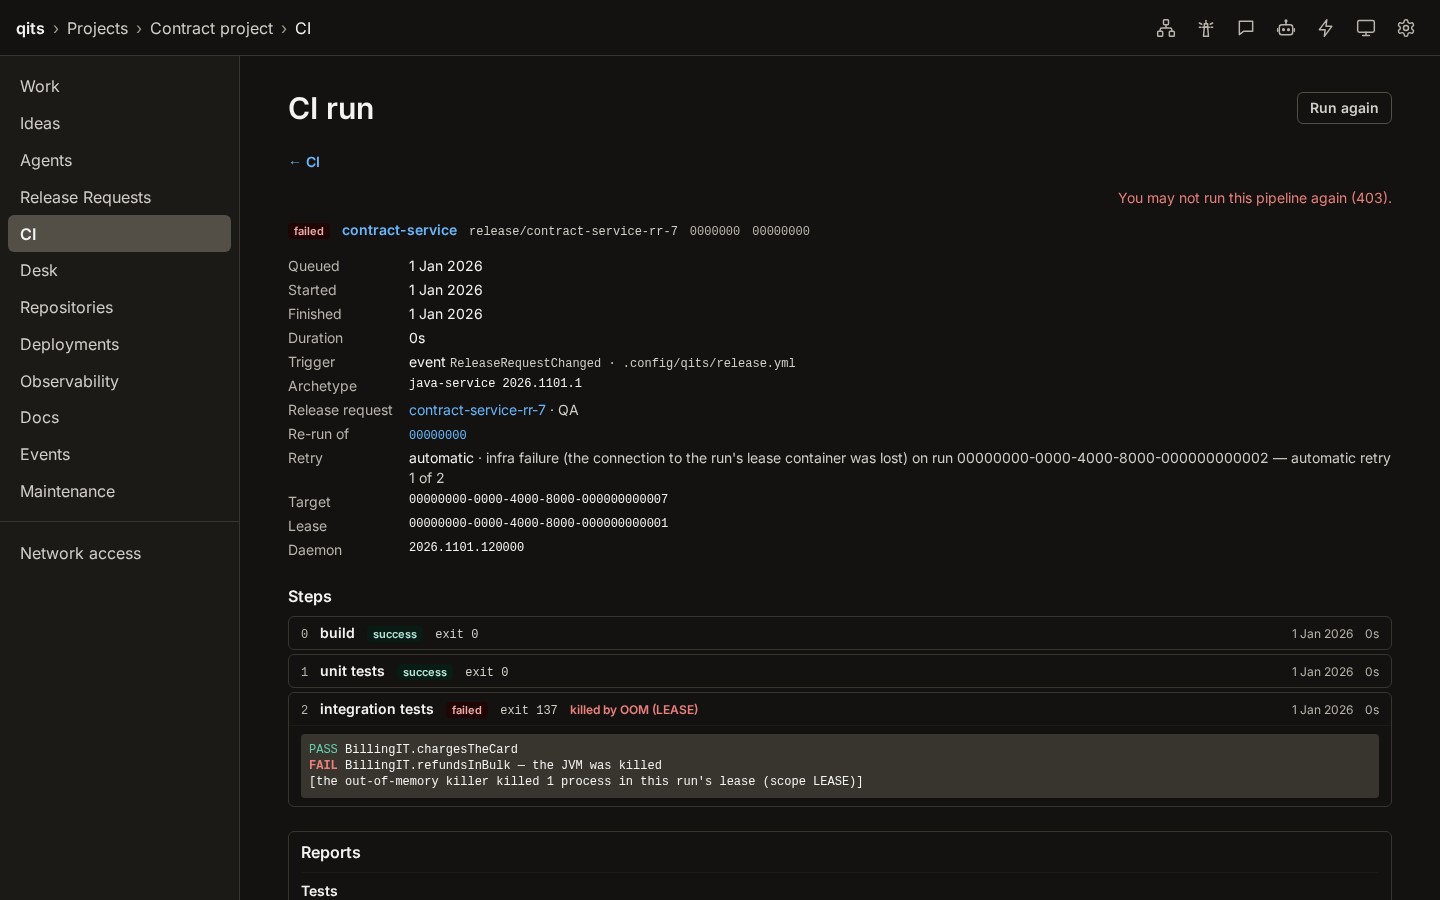 qits › Projects › Contract project › CI
Work
Ideas
Agents
Release Requests
CI
Desk
Repositories
Deployments
Observability
Docs
Events
Maintenance
Network access
CI run
Run again
← CI
You may not run this pipeline again (403).
failed contract-service release/contract-service-rr-7 0000000 00000000
Queued 1 Jan 2026
Started 1 Jan 2026
Finished 1 Jan 2026
Duration 0s
Trigger event ReleaseRequestChanged · .config/qits/release.yml
Archetype java-service 2026.1101.1
Release request contract-service-rr-7 · QA
Re-run of 00000000
Retry automatic · infra failure (the connection to the run's lease container was lost) on run 00000000-0000-4000-8000-000000000002 — automatic retry
1 of 2
Target 00000000-0000-4000-8000-000000000007
Lease 00000000-0000-4000-8000-000000000001
Daemon 2026.1101.120000
Steps
0 build success exit 0 1 Jan 2026 0s
1 unit tests success exit 0 1 Jan 2026 0s
2 integration tests failed exit 137 killed by OOM (LEASE) 1 Jan 2026 0s
PASS BillingIT.chargesTheCard
FAIL BillingIT.refundsInBulk — the JVM was killed
[the out-of-memory killer killed 1 process in this run's lease (scope LEASE)]
Reports
Tests